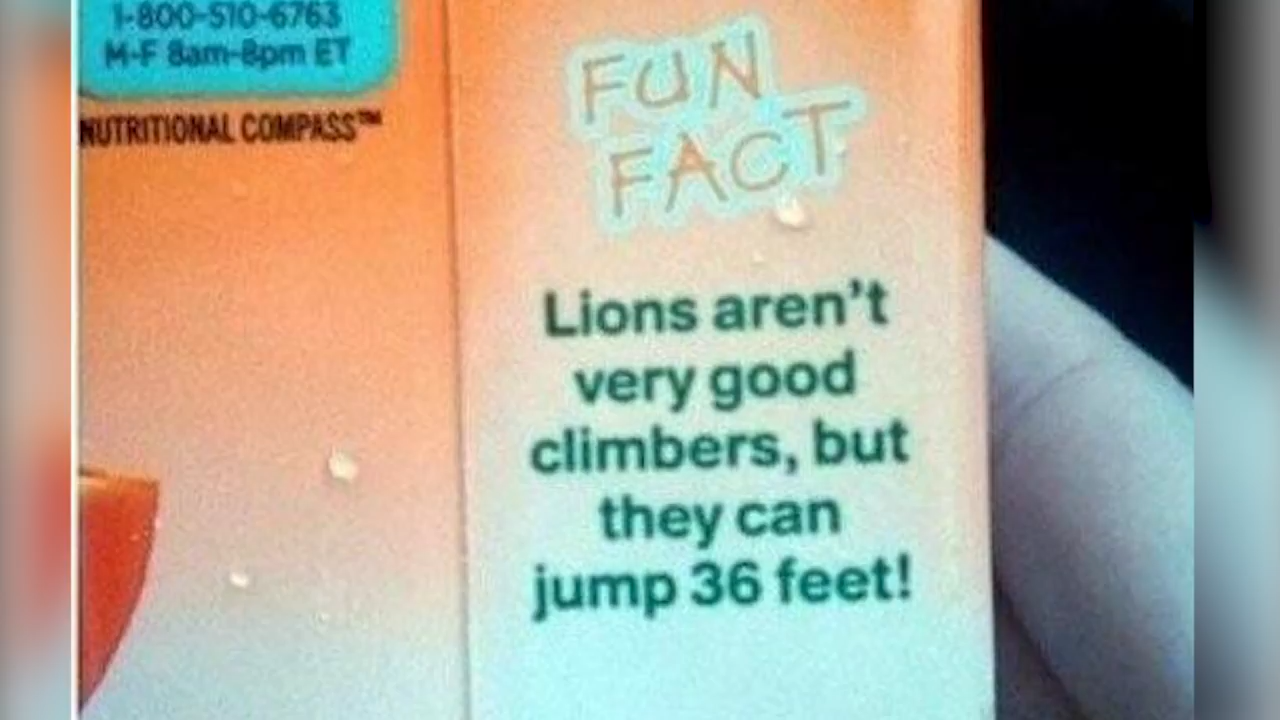 1-800-510-6763
M-F 8am-8pm ET
NUTRITIONAL COMPASS™
FUN
FACT
Lions aren't
very good
climbers, but
they can
jump 36 feet!